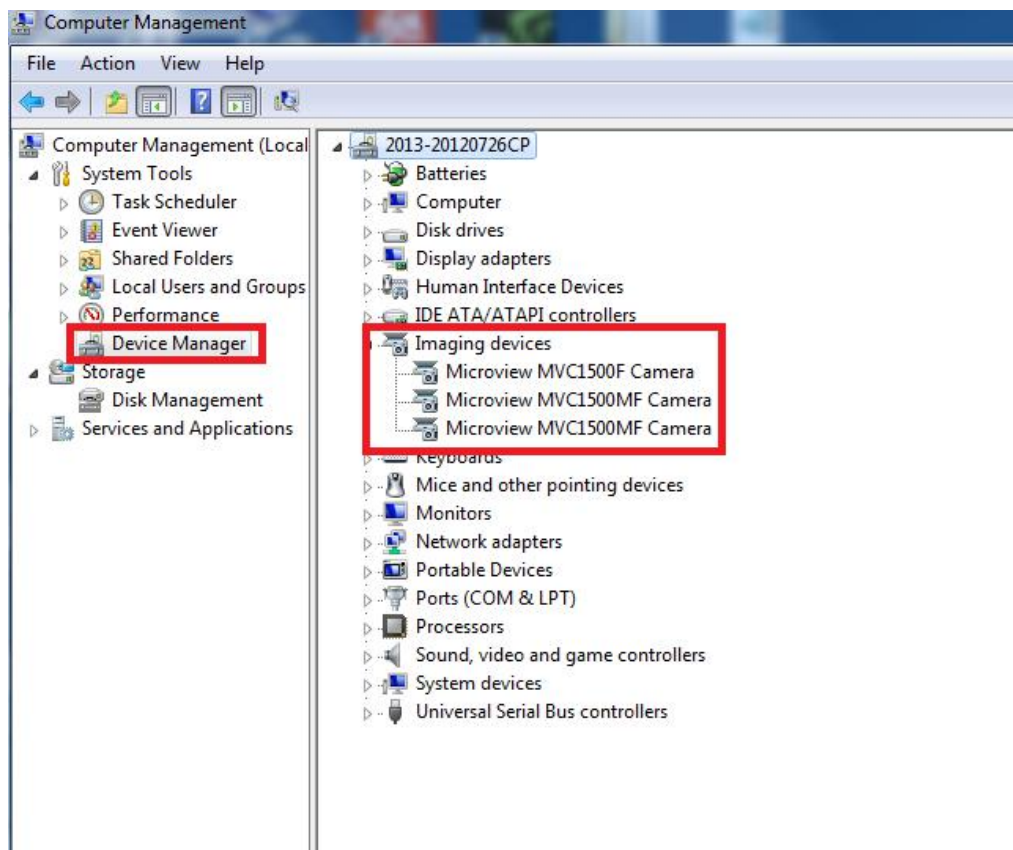 Computer Management
File Action View Help
Computer Management (Local
System Tools
Task Scheduler
Event Viewer
Shared Folders
Local Users and Groups
Performance
Device Manager
Storage
Disk Management
Services and Applications
2013-20120726CP
Batteries
Computer
Disk drives
Display adapters
Human Interface Devices
IDE ATA/ATAPI controllers
Imaging devices
Microview MVC1500F Camera
Microview MVC1500MF Camera
Microview MVC1500MF Camera
Keyboards
Mice and other pointing devices
Monitors
Network adapters
Portable Devices
Ports (COM & LPT)
Processors
Sound, video and game controllers
System devices
Universal Serial Bus controllers